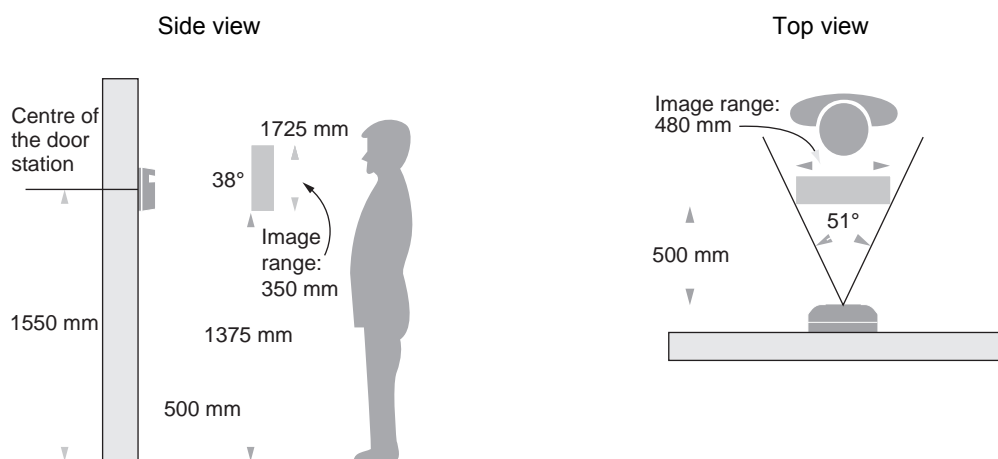 Side view
Centre of
the door
station
1725 mm
38°
Image
range:
350 mm
1550 mm
1375 mm
500 mm
Top view
Image range:
480 mm
51°
500 mm